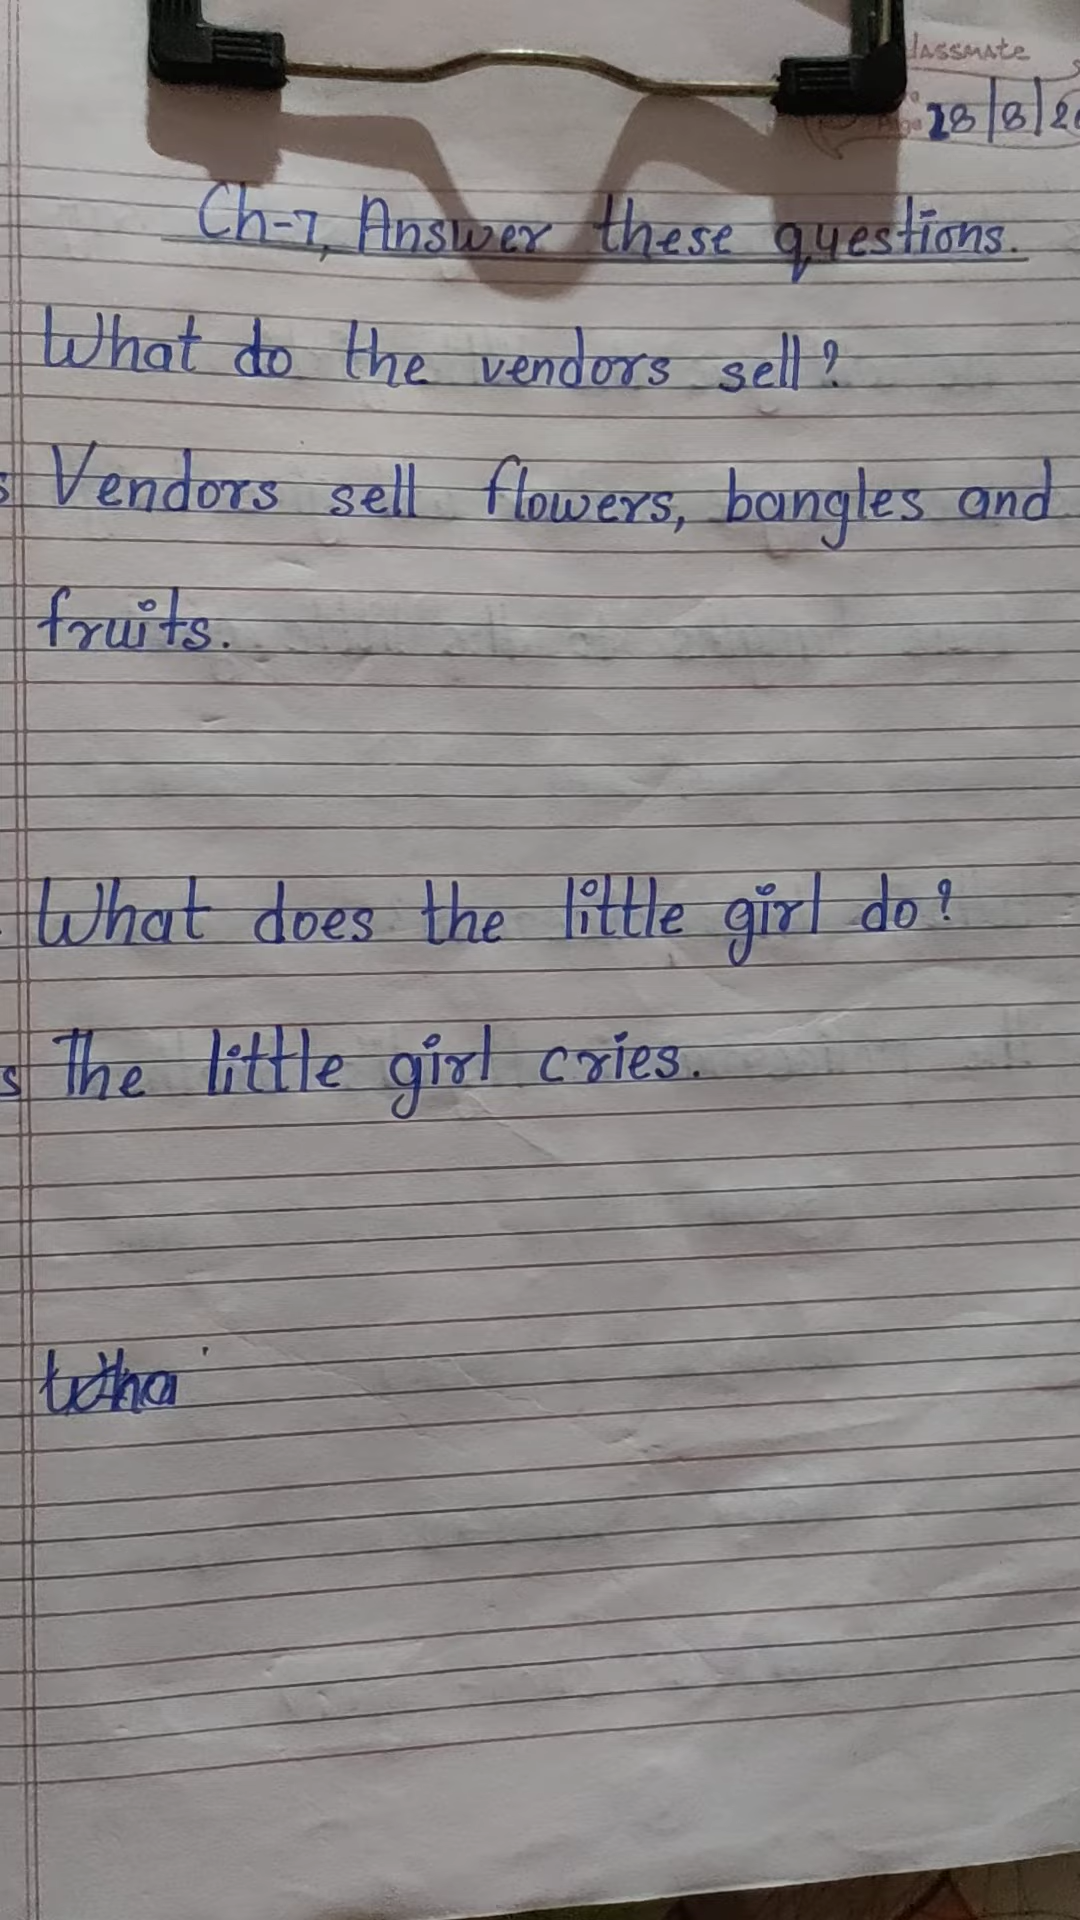 classmate
28/8/2
Ch-7, Answer these questions.
What do the vendors sell?
s Vendors sell flowers, bangles and
fruits.
What does the little girl do?
s The little girl cries.
Wha